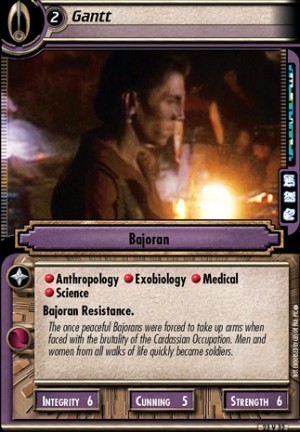 2 Gantt
Bajoran
Anthropology Exobiology Medical
Science
Bajoran Resistance.
The once peaceful Bajorans were forced to take up arms when
faced with the brutality of the Cardassian Occupation. Men and
women from all walks of life quickly became soldiers.
INTEGRITY 6 CUNNING 5 STRENGTH 6